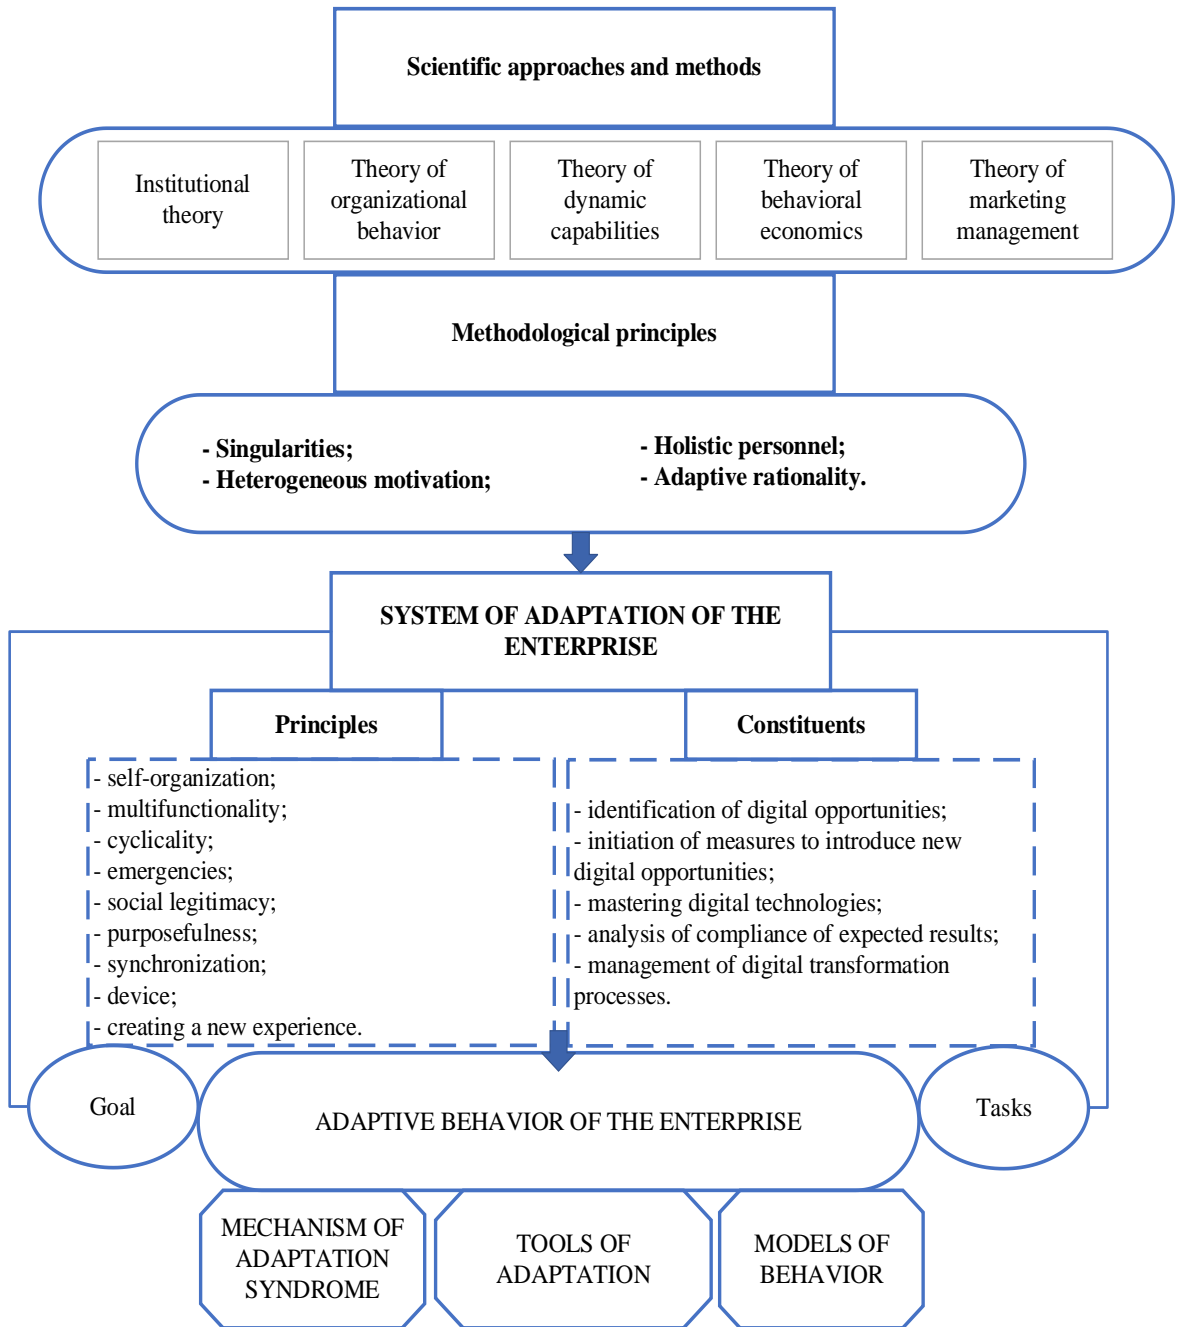 Scientific approaches and methods
Institutional
theory
Theory of
organizational
behavior
Theory of
dynamic
capabilities
Theory of
behavioral
economics
Theory of
marketing
management
Methodological principles
- Singularities;
- Heterogeneous motivation;
- Holistic personnel;
- Adaptive rationality.
SYSTEM OF ADAPTATION OF THE
ENTERPRISE
Principles
- self-organization;
- multifunctionality;
- cyclicality;
- emergencies;
- social legitimacy;
- purposefulness;
- synchronization;
- device;
- creating a new experience.
Constituents
- identification of digital opportunities;
- initiation of measures to introduce new
digital opportunities;
- mastering digital technologies;
- analysis of compliance of expected results;
- management of digital transformation
processes.
Goal
ADAPTIVE BEHAVIOR OF THE ENTERPRISE
Tasks
MECHANISM OF
ADAPTATION
SYNDROME
TOOLS OF
ADAPTATION
MODELS OF
BEHAVIOR